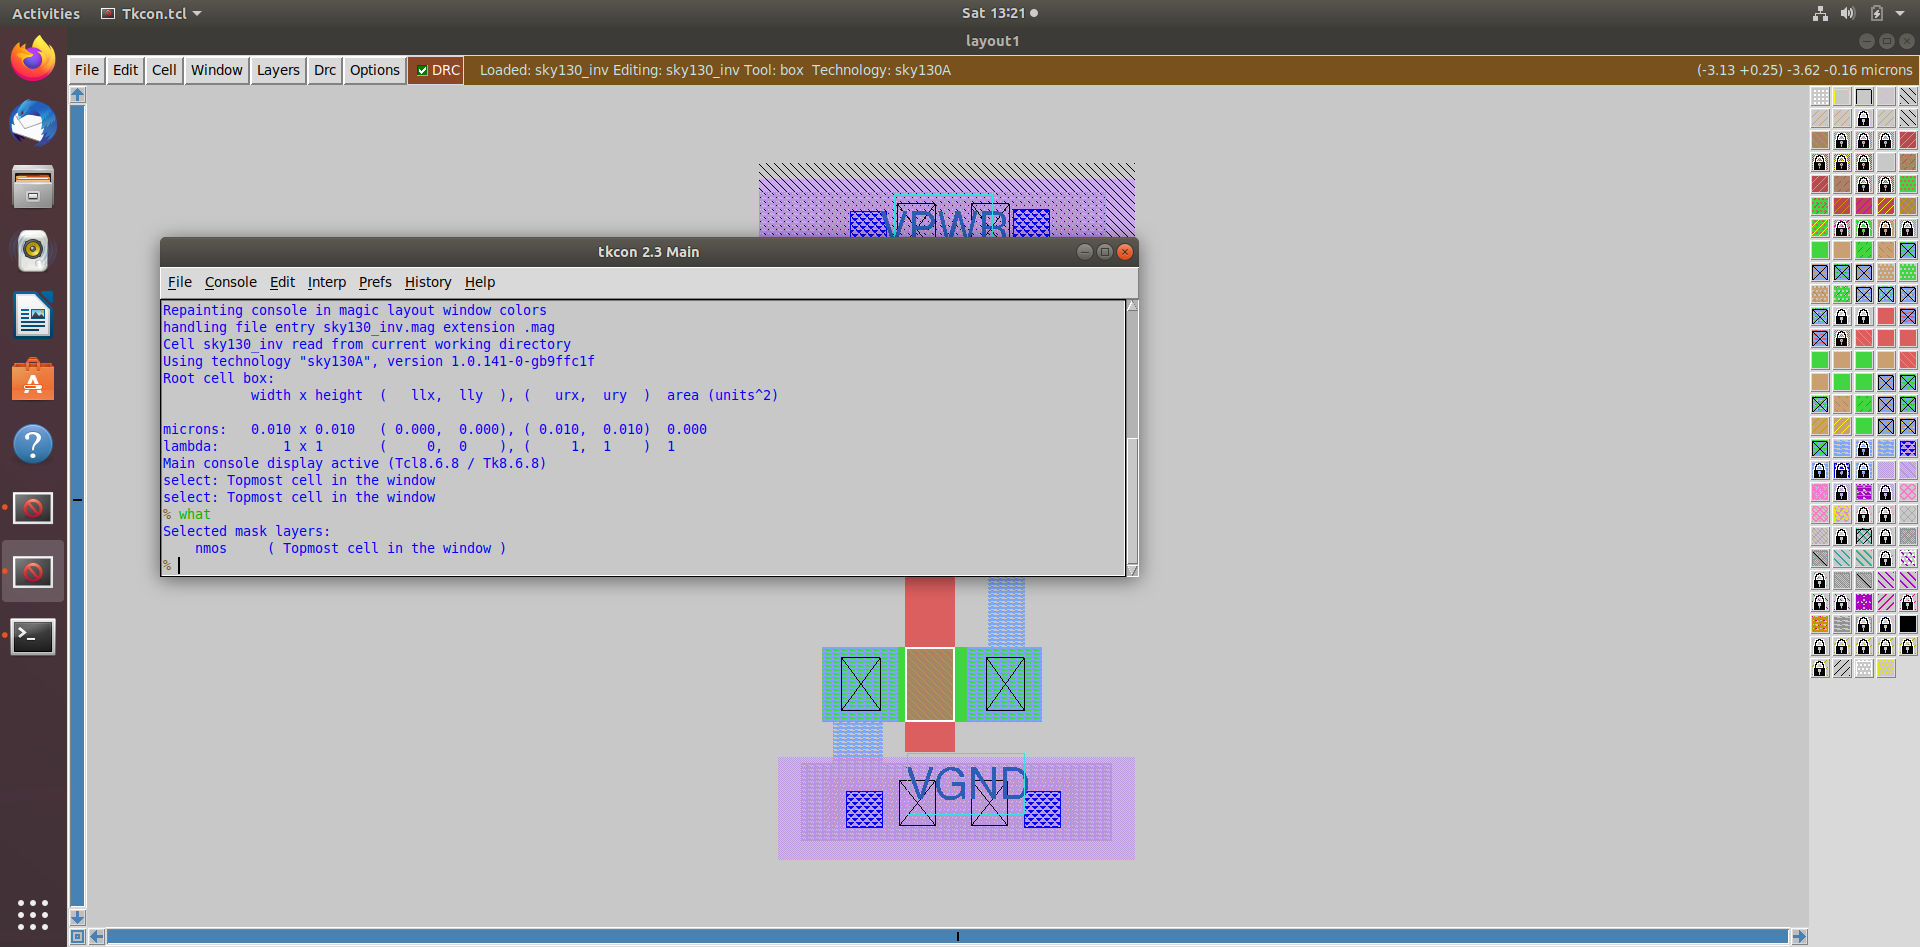 Activities Tkcon.tcl Sat 13:21
layout1
File Edit Cell Window Layers Drc Options DRC Loaded: sky130_inv Editing: sky130_inv Tool: box Technology: sky130A (-3.13 +0.25) -3.62 -0.16 microns
VPWR
tkcon 2.3 Main
File Console Edit Interp Prefs History Help
Repainting console in magic layout window colors
handling file entry sky130_inv.mag extension .mag
Cell sky130_inv read from current working directory
Using technology "sky130A", version 1.0.141-0-gb9ffc1f
Root cell box:
width x height ( llx, lly ), ( urx, ury ) area (units^2)
microns: 0.010 x 0.010 ( 0.000, 0.000), ( 0.010, 0.010) 0.000
lambda: 1 x 1 ( 0, 0 ), ( 1, 1 ) 1
Main console display active (Tcl8.6.8 / Tk8.6.8)
select: Topmost cell in the window
select: Topmost cell in the window
% what
Selected mask layers:
nmos ( Topmost cell in the window )
%
VGND